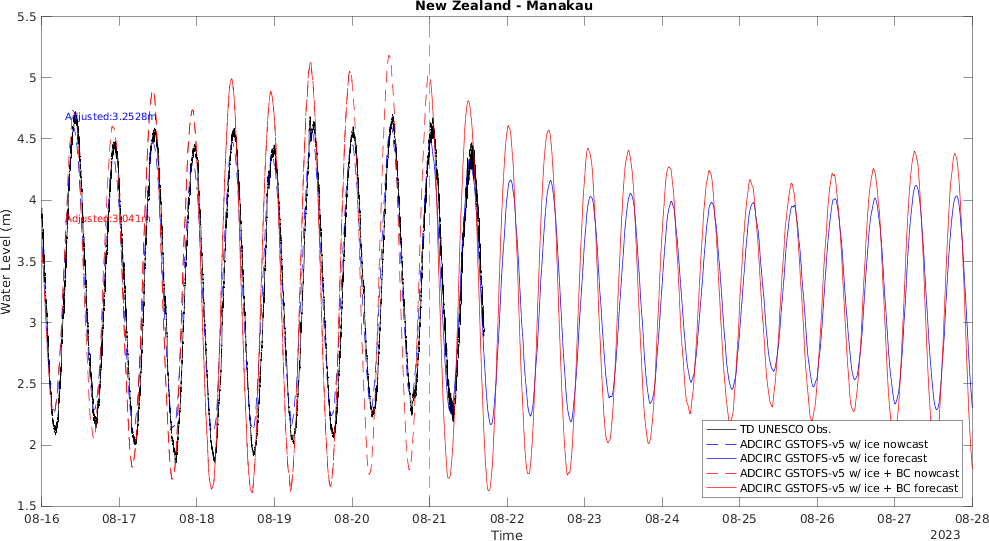 New Zealand - Manakau
5.5
5
4.5
4
3.5
3
2.5
2
1.5
Water Level (m)
Adjusted:3.2528m
Adjusted:3.041m
TD UNESCO Obs.
ADCIRC GSTOFS-v5 w/ ice nowcast
ADCIRC GSTOFS-v5 w/ ice forecast
ADCIRC GSTOFS-v5 w/ ice + BC nowcast
ADCIRC GSTOFS-v5 w/ ice + BC forecast
08-16 08-17 08-18 08-19 08-20 08-21 08-22 08-23 08-24 08-25 08-26 08-27 08-28
Time
2023